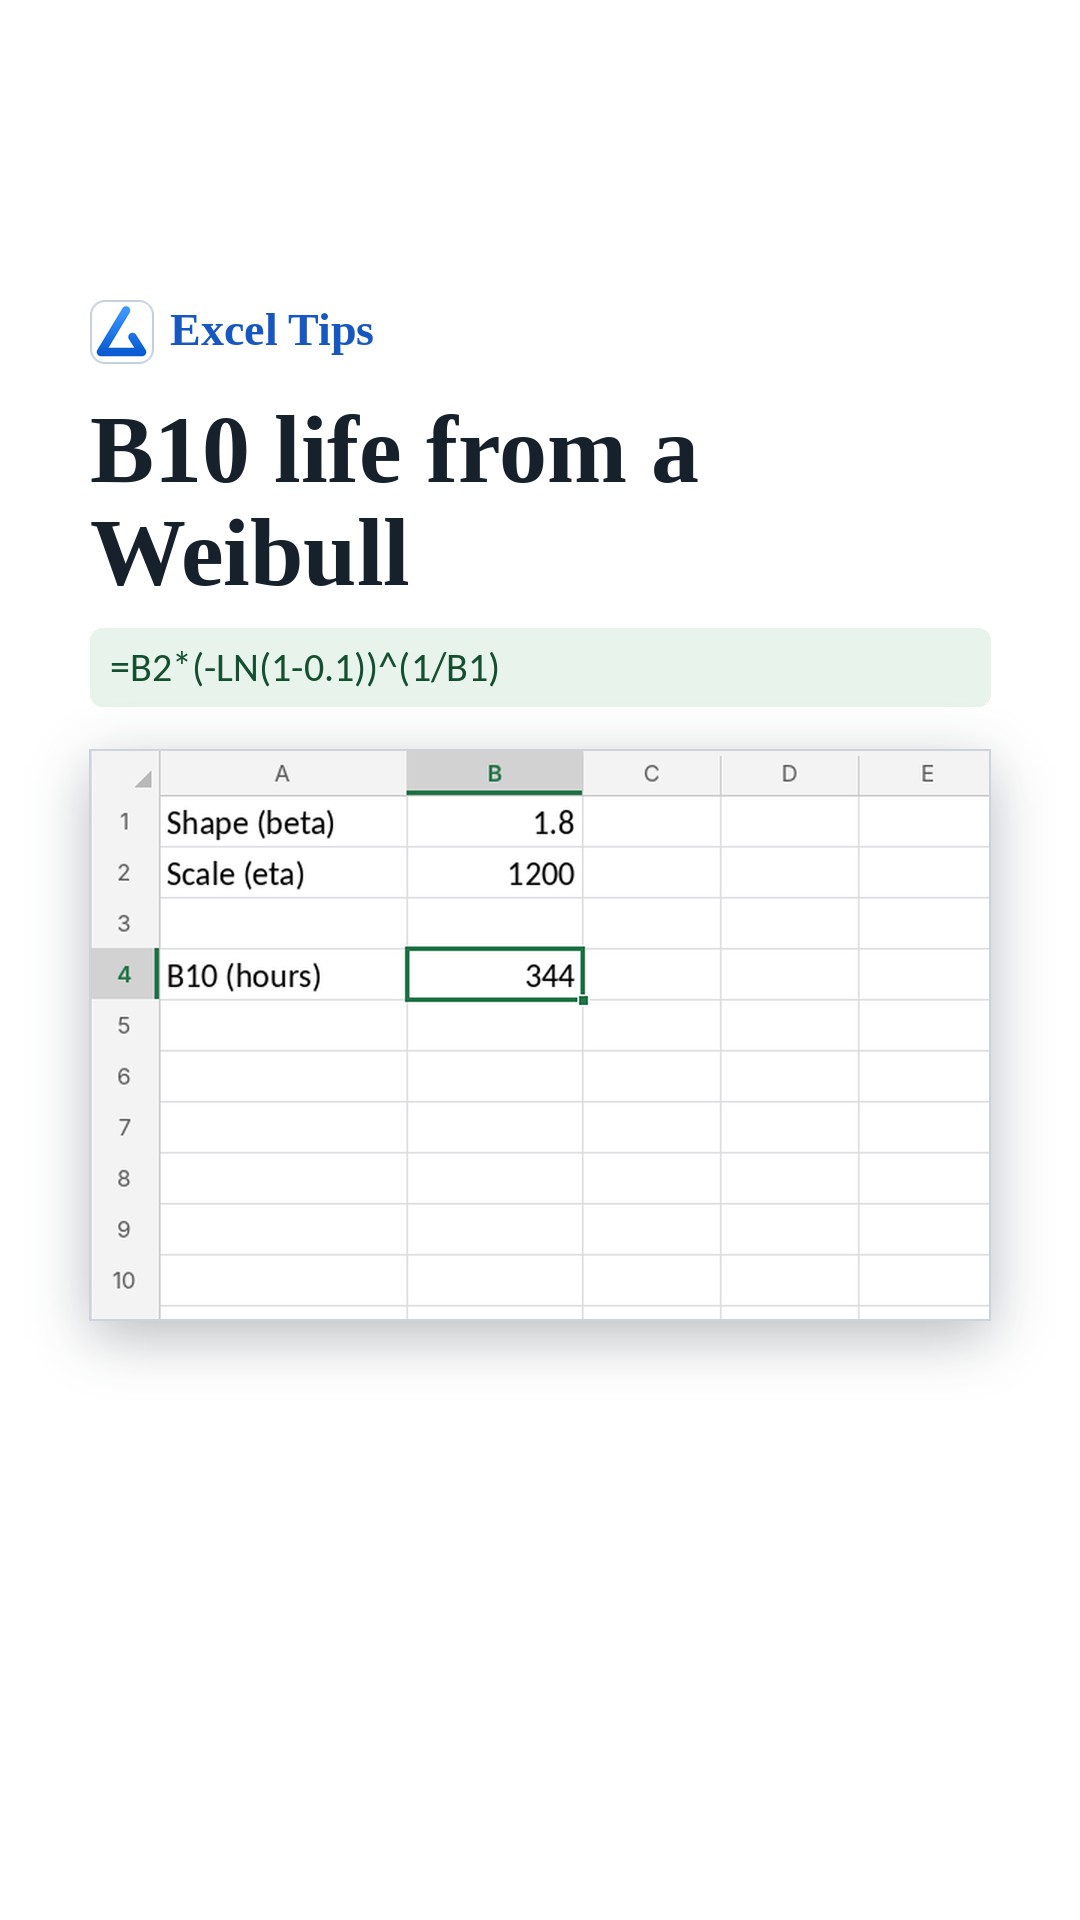 Excel Tips
B10 life from a
Weibull
=B2*(-LN(1-0.1))^(1/B1)
A B C D E
1 Shape (beta) 1.8
2 Scale (eta) 1200
3
4 B10 (hours) 344
5
6
7
8
9
10